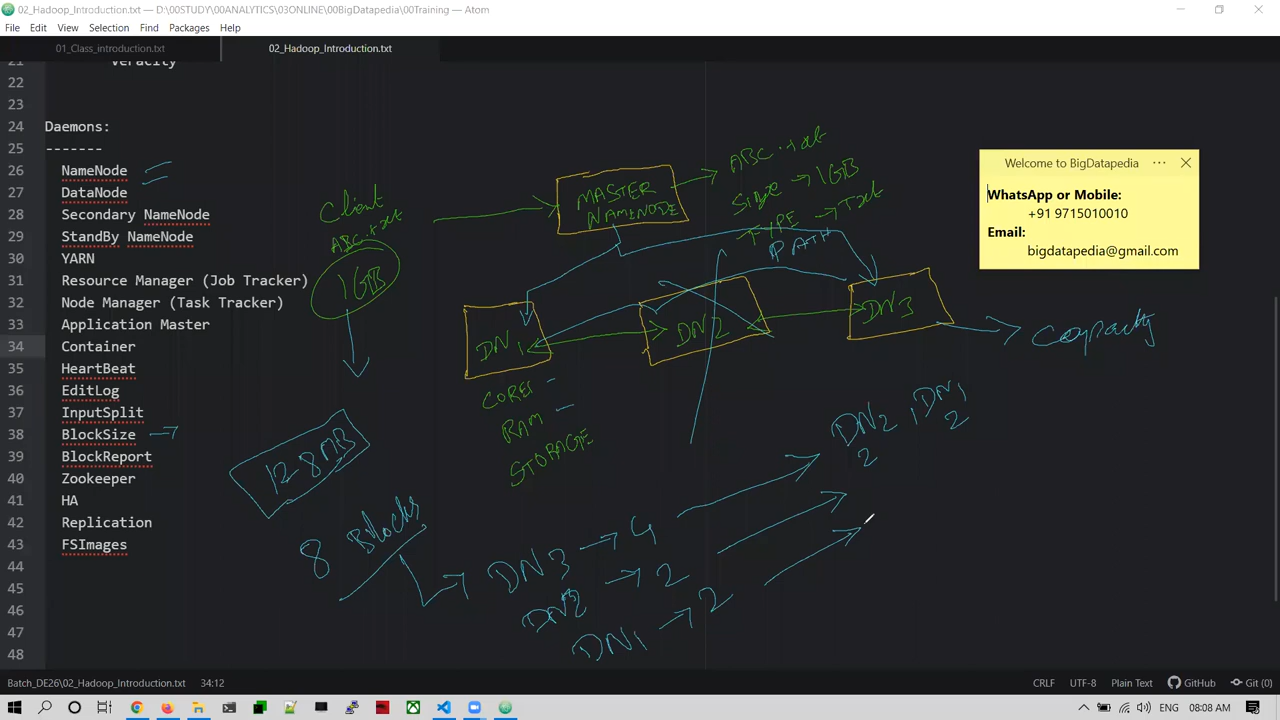 02_Hadoop_Introduction.txt — D:\00STUDY\00ANALYTICS\03ONLINE\00BigDatapedia\00Training — Atom
File Edit View Selection Find Packages Help
01_Class_introduction.txt 02_Hadoop_Introduction.txt
21 Veracity
22
23
24 Daemons:
25 -------
26 NameNode
27 DataNode
28 Secondary NameNode
29 StandBy NameNode
30 YARN
31 Resource Manager (Job Tracker)
32 Node Manager (Task Tracker)
33 Application Master
34 Container
35 HeartBeat
36 EditLog
37 InputSplit
38 BlockSize
39 BlockReport
40 Zookeeper
41 HA
42 Replication
43 FSImages
44
45
46
47
48
Client
ABC.txt
1GB
MASTER
NAMENODE
ABC.txt
Size → 1GB
TYPE → Txt
PATH
DN1
DN2
DN3
capacity
CORES
RAM
STORAGE
128MB
8 Blocks
DN3 → 4
DN2 → 2
DN1 → 2
DN2, DN1
2 2
Welcome to BigDatapedia
WhatsApp or Mobile:
+91 9715010010
Email:
bigdatapedia@gmail.com
Batch_DE26\02_Hadoop_Introduction.txt 34:12 CRLF UTF-8 Plain Text GitHub Git (0)
ENG 08:08 AM